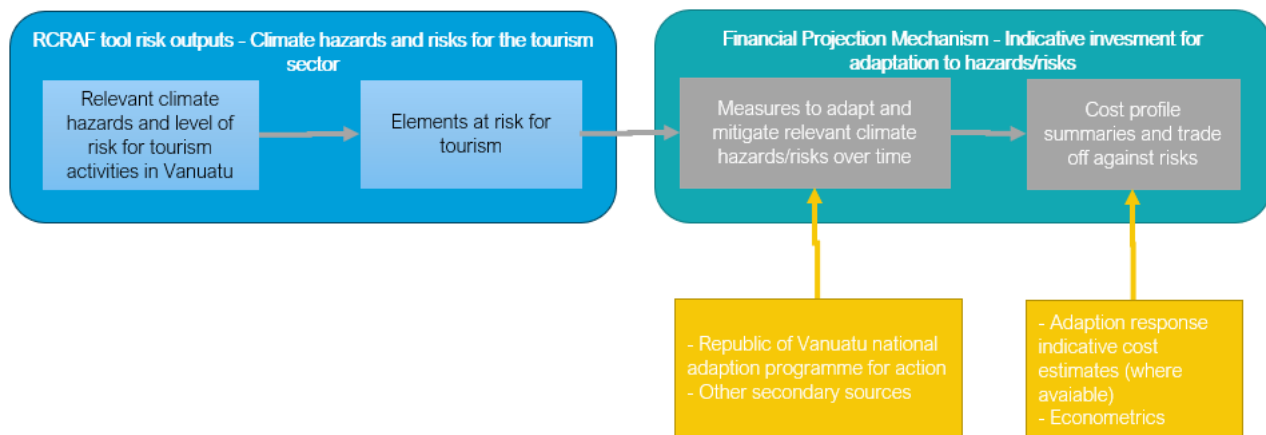 RCRAF tool risk outputs - Climate hazards and risks for the tourism
sector
Relevant climate
hazards and level of
risk for tourism
activities in Vanuatu
Elements at risk for
tourism
Financial Projection Mechanism - Indicative invesment for
adaptation to hazards/risks
Measures to adapt and
mitigate relevant climate
hazards/risks over time
Cost profile
summaries and trade
off against risks
- Republic of Vanuatu national
adaption programme for action
- Other secondary sources
- Adaption response
indicative cost
estimates (where
avaiable)
- Econometrics